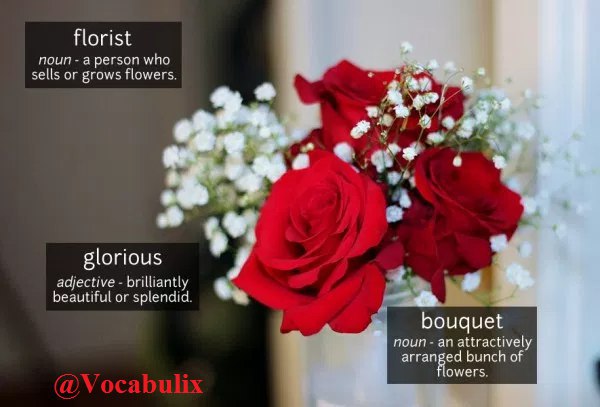 florist
noun - a person who
sells or grows flowers.
glorious
adjective - brilliantly
beautiful or splendid.
bouquet
noun - an attractively
arranged bunch of
flowers.
@Vocabulix